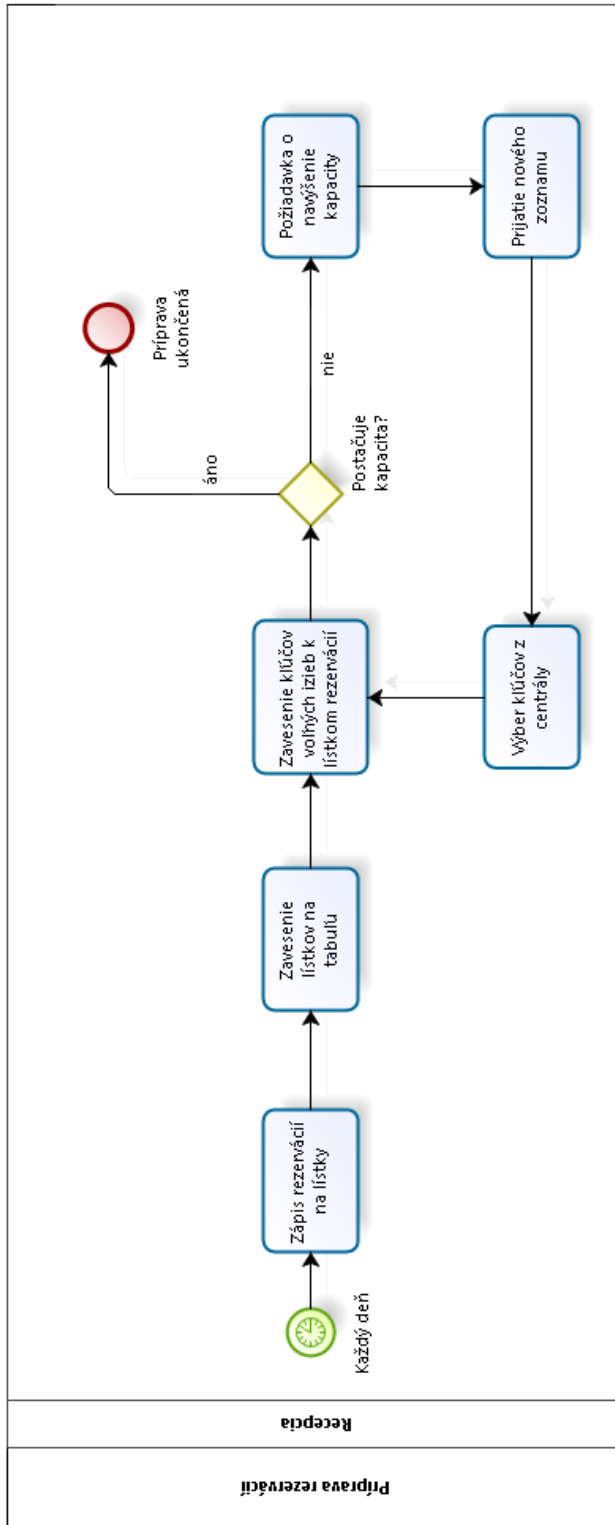 Príprava rezervácií
Recepcia
Každý deň
Zápis rezervácií
na lístky
Zavesenie
lístkov na
tabuľu
Zavesenie kľúčov
voľných izieb k
lístkom rezervácií
Postačuje
kapacita?
áno
Príprava
ukončená
nie
Požiadavka o
navýšenie
kapacity
Prijatie nového
zoznamu
Výber kľúčov z
centrály